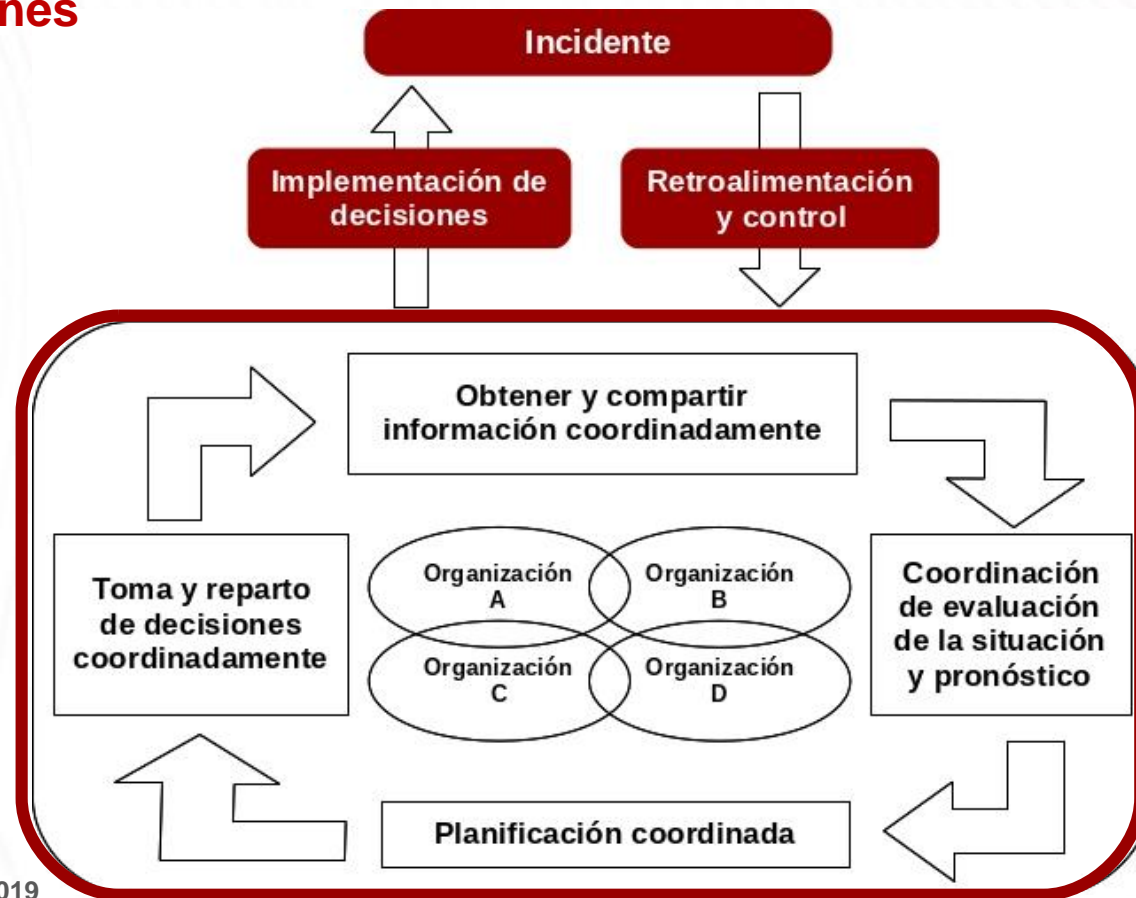 nes
Incidente
Implementación de
decisiones
Retroalimentación
y control
Obtener y compartir
información coordinadamente
Toma y reparto
de decisiones
coordinadamente
Organización
A
Organización
B
Organización
C
Organización
D
Coordinación
de evaluación
de la situación
y pronóstico
Planificación coordinada
019